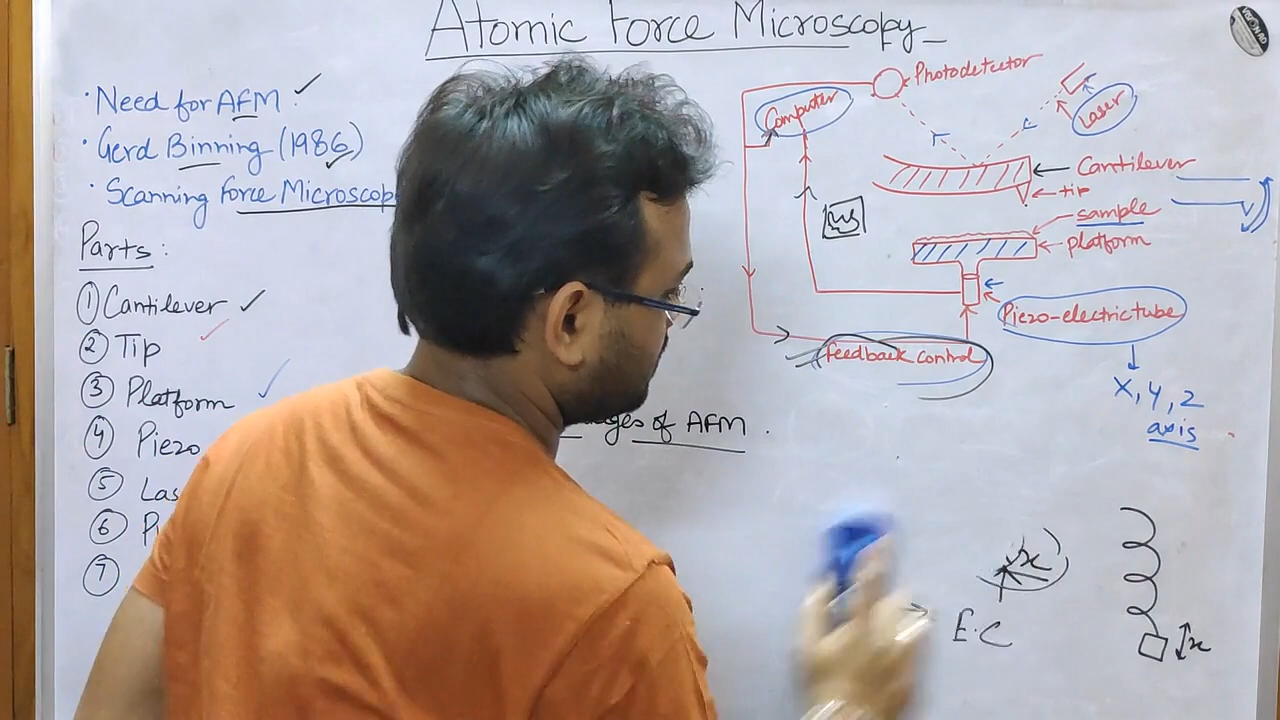 Atomic Force Microscopy
· Need for AFM.
· Gerd Binning (1986)
· Scanning force Microscop
Parts:
① Cantilever
② Tip
③ Platform
④ Piezo
⑤ Las
⑥
⑦
of AFM.
Photodetector
Computer
Laser
Cantilever
tip
sample
platform
Piezo-electric tube
Feedback control
X, Y, Z
axis
x
E.C
x